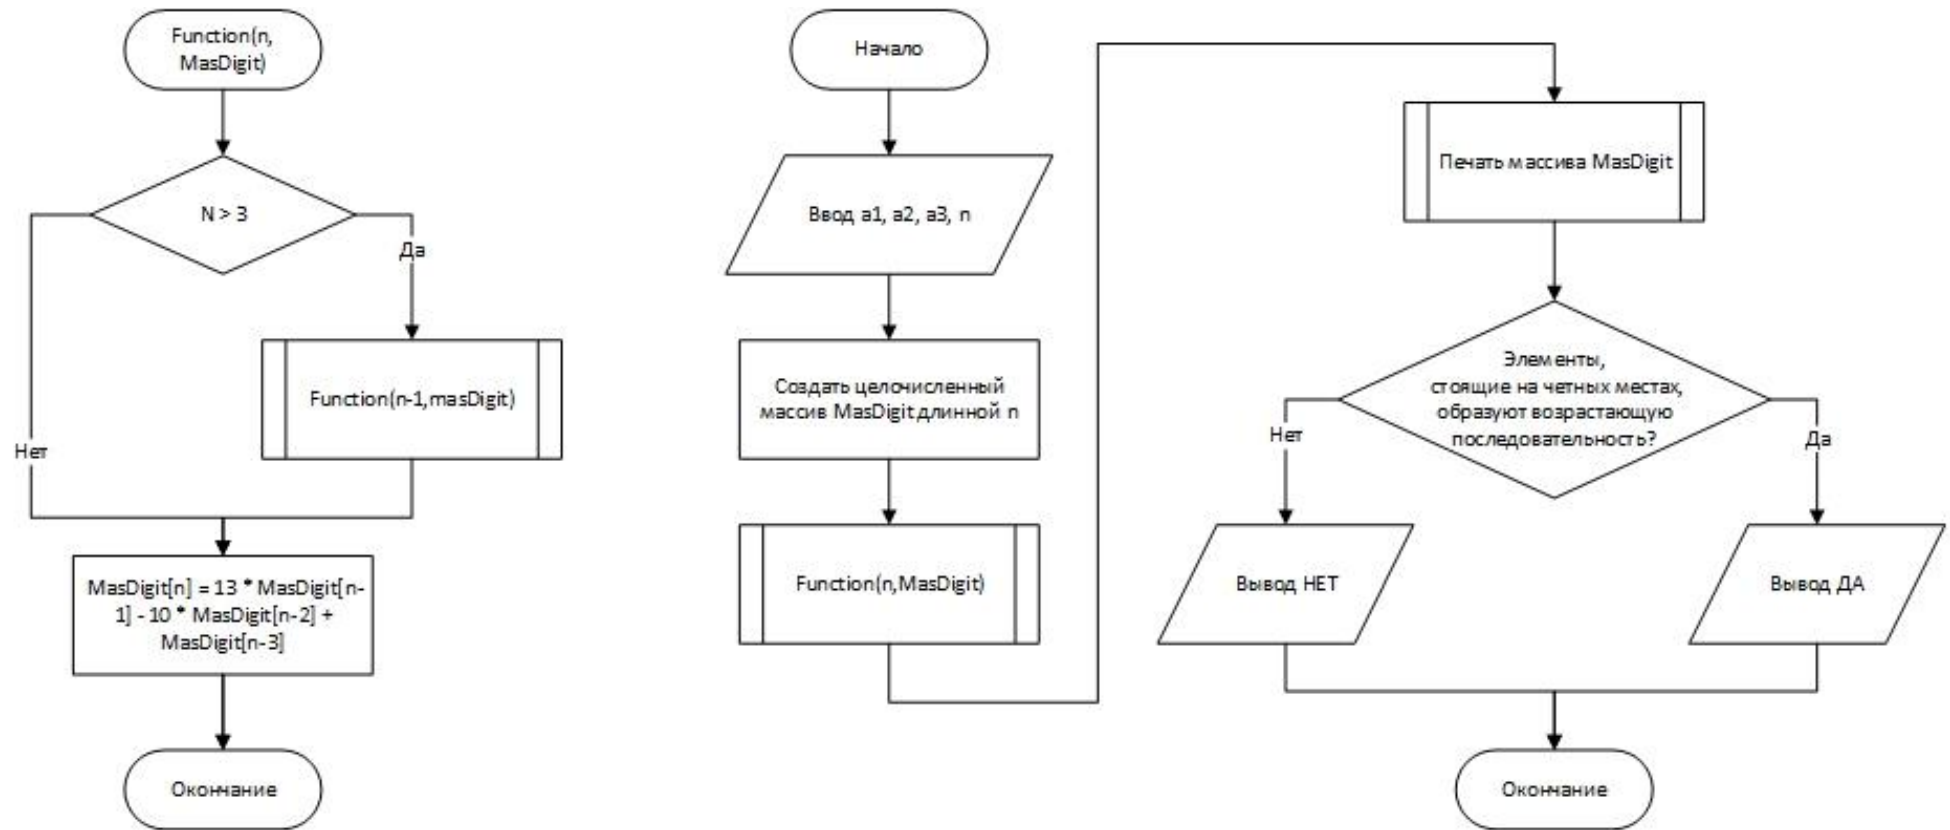 Function(n,
MasDigit)
N > 3
Да
Нет
Function(n-1,masDigit)
MasDigit[n] = 13 * MasDigit[n-
1] - 10 * MasDigit[n-2] +
MasDigit[n-3]
Окончание
Начало
Ввод a1, a2, a3, n
Создать целочисленный
массив MasDigit длинной n
Function(n,MasDigit)
Печать массива MasDigit
Элементы,
стоящие на четных местах,
образуют возрастающую
последовательность?
Нет
Да
Вывод НЕТ
Вывод ДА
Окончание